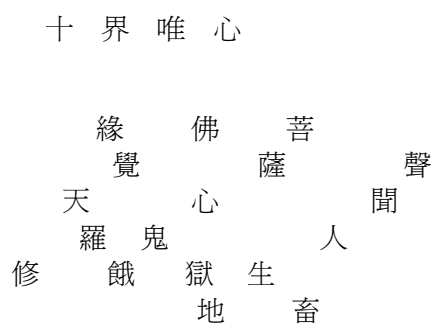 十界唯心
緣 佛 菩
覺 薩 聲
天 心 聞
羅 鬼 人
修 餓 獄 生
地 畜